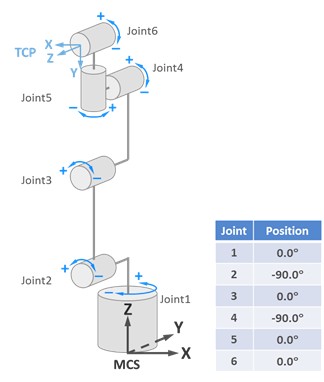 Joint6
+
−
X
TCP
Z
Y
Joint4
+
−
Joint5
−
+
Joint3
+
−
Joint2
+
−
+
−
Joint1
Z
Y
X
MCS
Joint Position
1 0.0°
2 -90.0°
3 0.0°
4 -90.0°
5 0.0°
6 0.0°